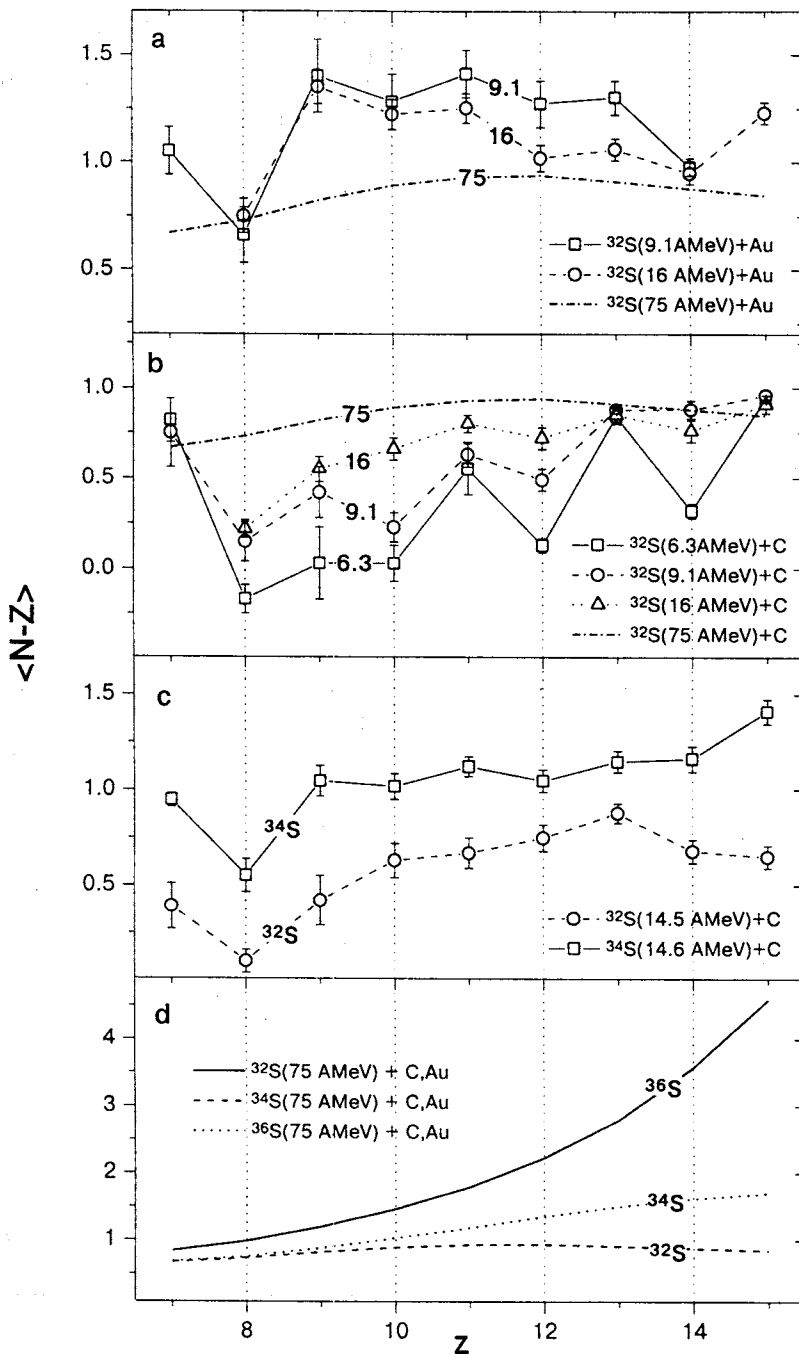 a
1.5
1.0
0.5
9.1
16
75
³²S(9.1AMeV)+Au
³²S(16 AMeV)+Au
³²S(75 AMeV)+Au
b
1.0
0.5
0.0
75
16
9.1
6.3
³²S(6.3AMeV)+C
³²S(9.1AMeV)+C
³²S(16 AMeV)+C
³²S(75 AMeV)+C
<N-Z>
c
1.5
1.0
0.5
³⁴S
³²S
³²S(14.5 AMeV)+C
³⁴S(14.6 AMeV)+C
d
4
3
2
1
³²S(75 AMeV) + C,Au
³⁴S(75 AMeV) + C,Au
³⁶S(75 AMeV) + C,Au
³⁶S
³⁴S
³²S
8 10 12 14
Z